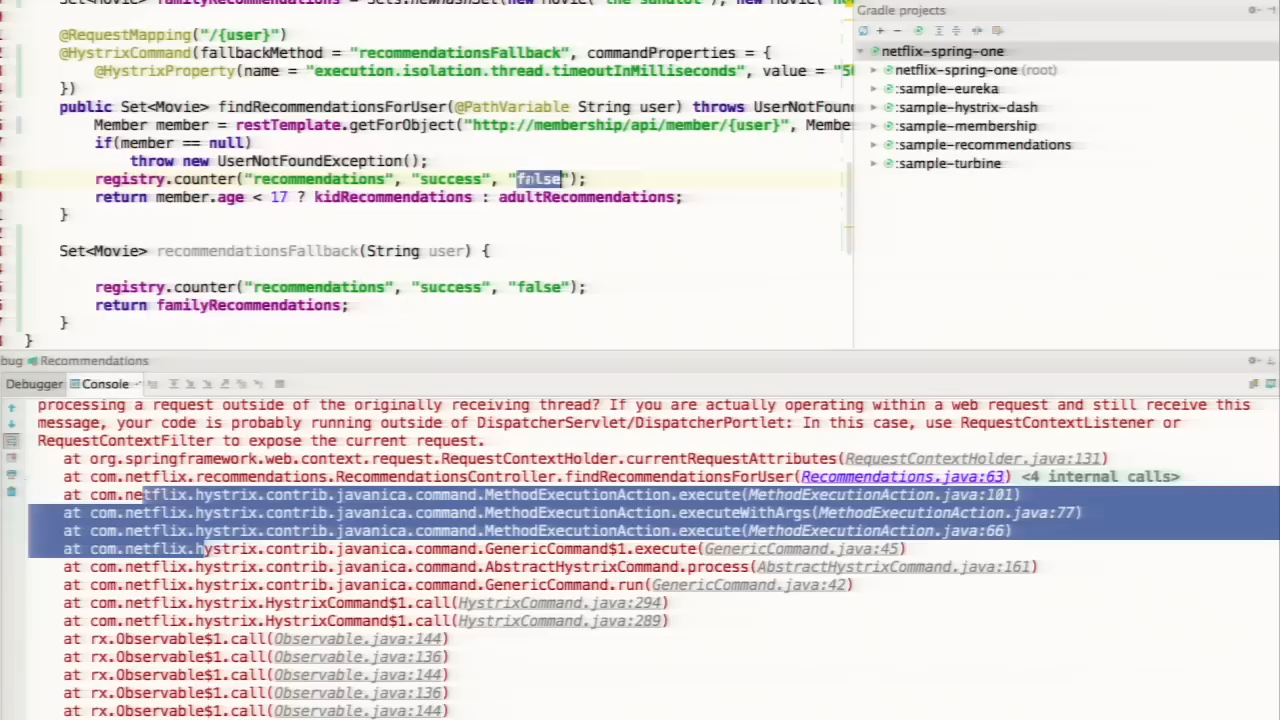 @RequestMapping("/{user}")
@HystrixCommand(fallbackMethod = "recommendationsFallback", commandProperties = {
@HystrixProperty(name = "execution.isolation.thread.timeoutInMilliseconds", value =
})
public Set<Movie> findRecommendationsForUser(@PathVariable String user) throws
Member member = restTemplate.getForObject("http://membership/api/member/{user}",
if(member == null)
throw new UserNotFoundException();
registry.counter("recommendations", "success", "false");
return member.age < 17 ? kidRecommendations : adultRecommendations;
}
Set<Movie> recommendationsFallback(String user) {
registry.counter("recommendations", "success", "false");
return familyRecommendations;
}
}
Gradle projects
netflix-spring-one
netflix-spring-one (root)
:sample-eureka
:sample-hystrix-dash
:sample-membership
:sample-recommendations
:sample-turbine
Recommendations
Debugger Console
processing a request outside of the originally receiving thread? If you are actually operating within a web request and still receive this
message, your code is probably running outside of DispatcherServlet/DispatcherPortlet: In this case, use RequestContextListener or
RequestContextFilter to expose the current request.
at org.springframework.web.context.request.RequestContextHolder.currentRequestAttributes(RequestContextHolder.java:131)
at com.netflix.recommendations.RecommendationsController.findRecommendationsForUser(Recommendations.java:63) <4 internal calls>
at com.netflix.hystrix.contrib.javanica.command.MethodExecutionAction.execute(MethodExecutionAction.java:101)
at com.netflix.hystrix.contrib.javanica.command.MethodExecutionAction.executeWithArgs(MethodExecutionAction.java:77)
at com.netflix.hystrix.contrib.javanica.command.MethodExecutionAction.execute(MethodExecutionAction.java:66)
at com.netflix.hystrix.contrib.javanica.command.GenericCommand$1.execute(GenericCommand.java:45)
at com.netflix.hystrix.contrib.javanica.command.AbstractHystrixCommand.process(AbstractHystrixCommand.java:161)
at com.netflix.hystrix.contrib.javanica.command.GenericCommand.run(GenericCommand.java:42)
at com.netflix.hystrix.HystrixCommand$1.call(HystrixCommand.java:294)
at com.netflix.hystrix.HystrixCommand$1.call(HystrixCommand.java:289)
at rx.Observable$1.call(Observable.java:144)
at rx.Observable$1.call(Observable.java:136)
at rx.Observable$1.call(Observable.java:144)
at rx.Observable$1.call(Observable.java:136)
at rx.Observable$1.call(Observable.java:144)